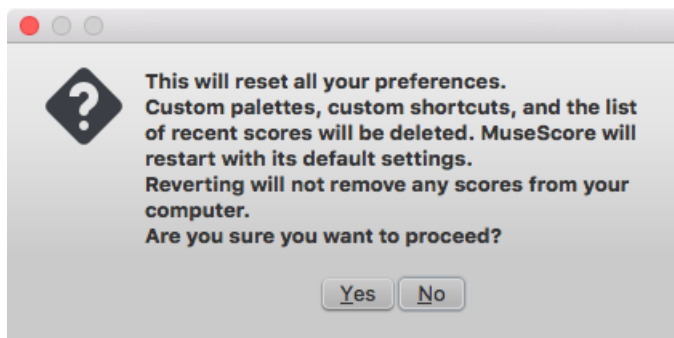 This will reset all your preferences.
Custom palettes, custom shortcuts, and the list
of recent scores will be deleted. MuseScore will
restart with its default settings.
Reverting will not remove any scores from your
computer.
Are you sure you want to proceed?
Yes No